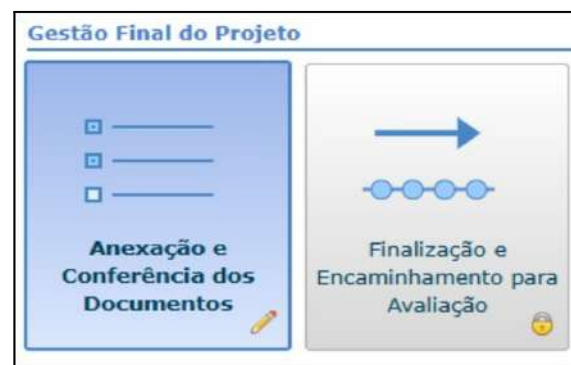 Gestão Final do Projeto
Anexação e
Conferência dos
Documentos
Finalização e
Encaminhamento para
Avaliação